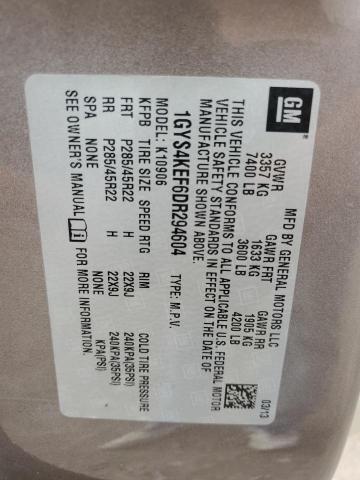 GM
MFD BY GENERAL MOTORS LLC
GVWR GAWR FRT GAWR RR
3357 KG 1633 KG 1905 KG
7400 LB 3600 LB 4200 LB
03/13
THIS VEHICLE CONFORMS TO ALL APPLICABLE U.S. FEDERAL MOTOR
VEHICLE SAFETY STANDARDS IN EFFECT ON THE DATE OF
MANUFACTURE SHOWN ABOVE.
1GYS4KEF6DR294604 TYPE: M.P.V.
MODEL: K10906
KFPB TIRE SIZE SPEED RTG RIM COLD TIRE PRESSURE
FRT P285/45R22 H 22X9J 240(KPA(35PSI)
RR P285/45R22 H 22X9J 240(KPA(35PSI)
SPA NONE NONE KPA(PSI)
SEE OWNER'S MANUAL FOR MORE INFORMATION